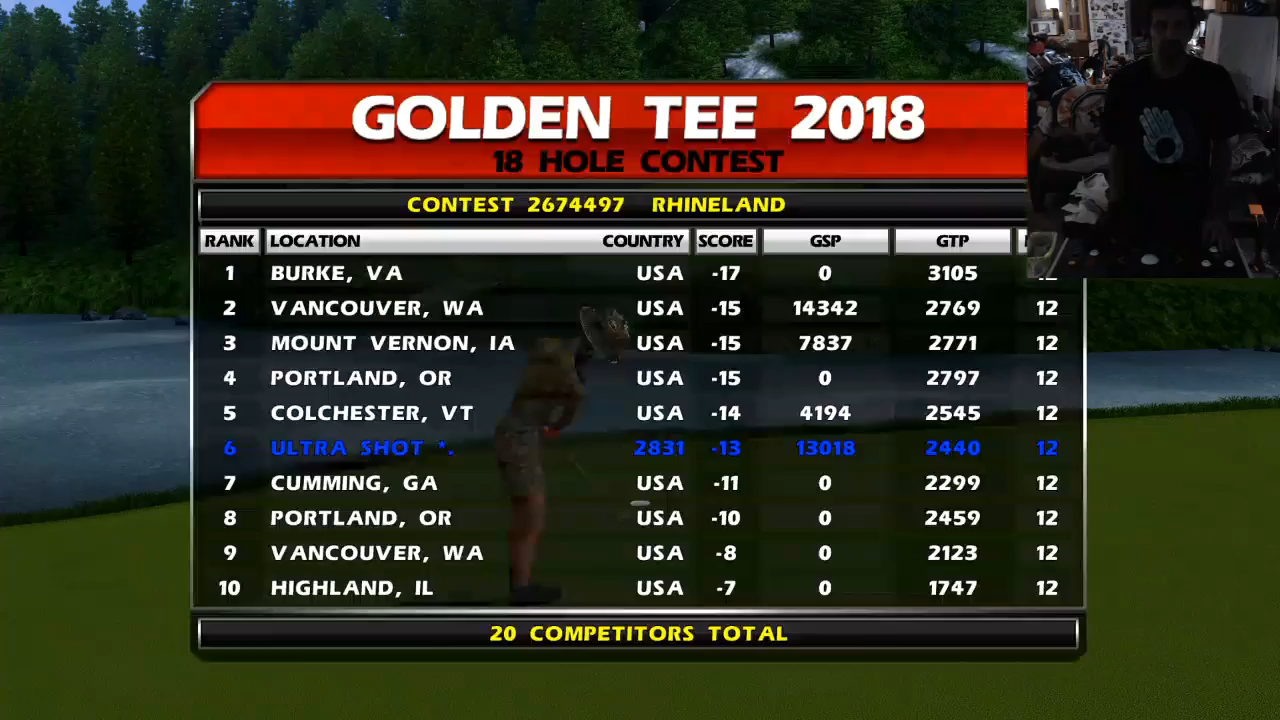 GOLDEN TEE 2018
18 HOLE CONTEST
CONTEST 2674497 RHINELAND
RANK LOCATION COUNTRY SCORE GSP GTP
1 BURKE, VA USA -17 0 3105 12
2 VANCOUVER, WA USA -15 14342 2769 12
3 MOUNT VERNON, IA USA -15 7837 2771 12
4 PORTLAND, OR USA -15 0 2797 12
5 COLCHESTER, VT USA -14 4194 2545 12
6 ULTRA SHOT *. 2831 -13 13018 2440 12
7 CUMMING, GA USA -11 0 2299 12
8 PORTLAND, OR USA -10 0 2459 12
9 VANCOUVER, WA USA -8 0 2123 12
10 HIGHLAND, IL USA -7 0 1747 12
20 COMPETITORS TOTAL